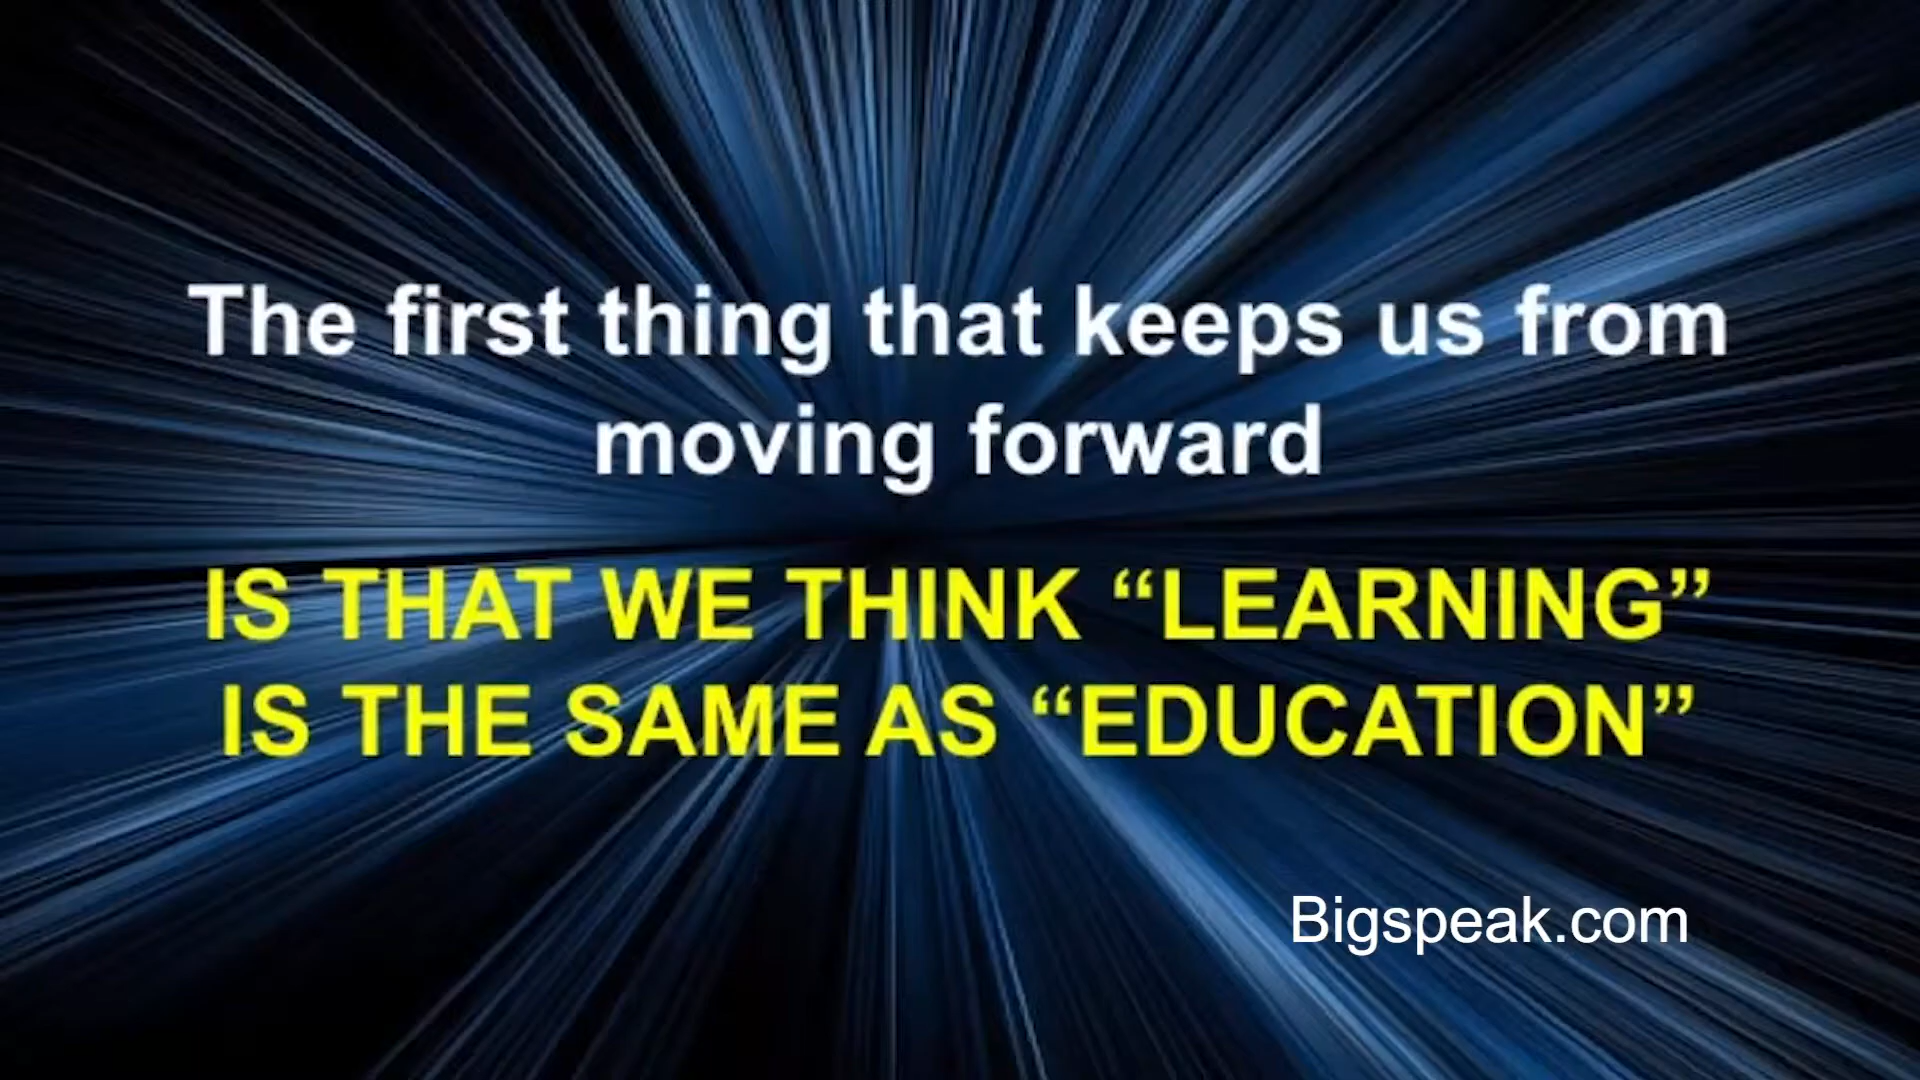 The first thing that keeps us from
moving forward
IS THAT WE THINK “LEARNING”
IS THE SAME AS “EDUCATION”
Bigspeak.com